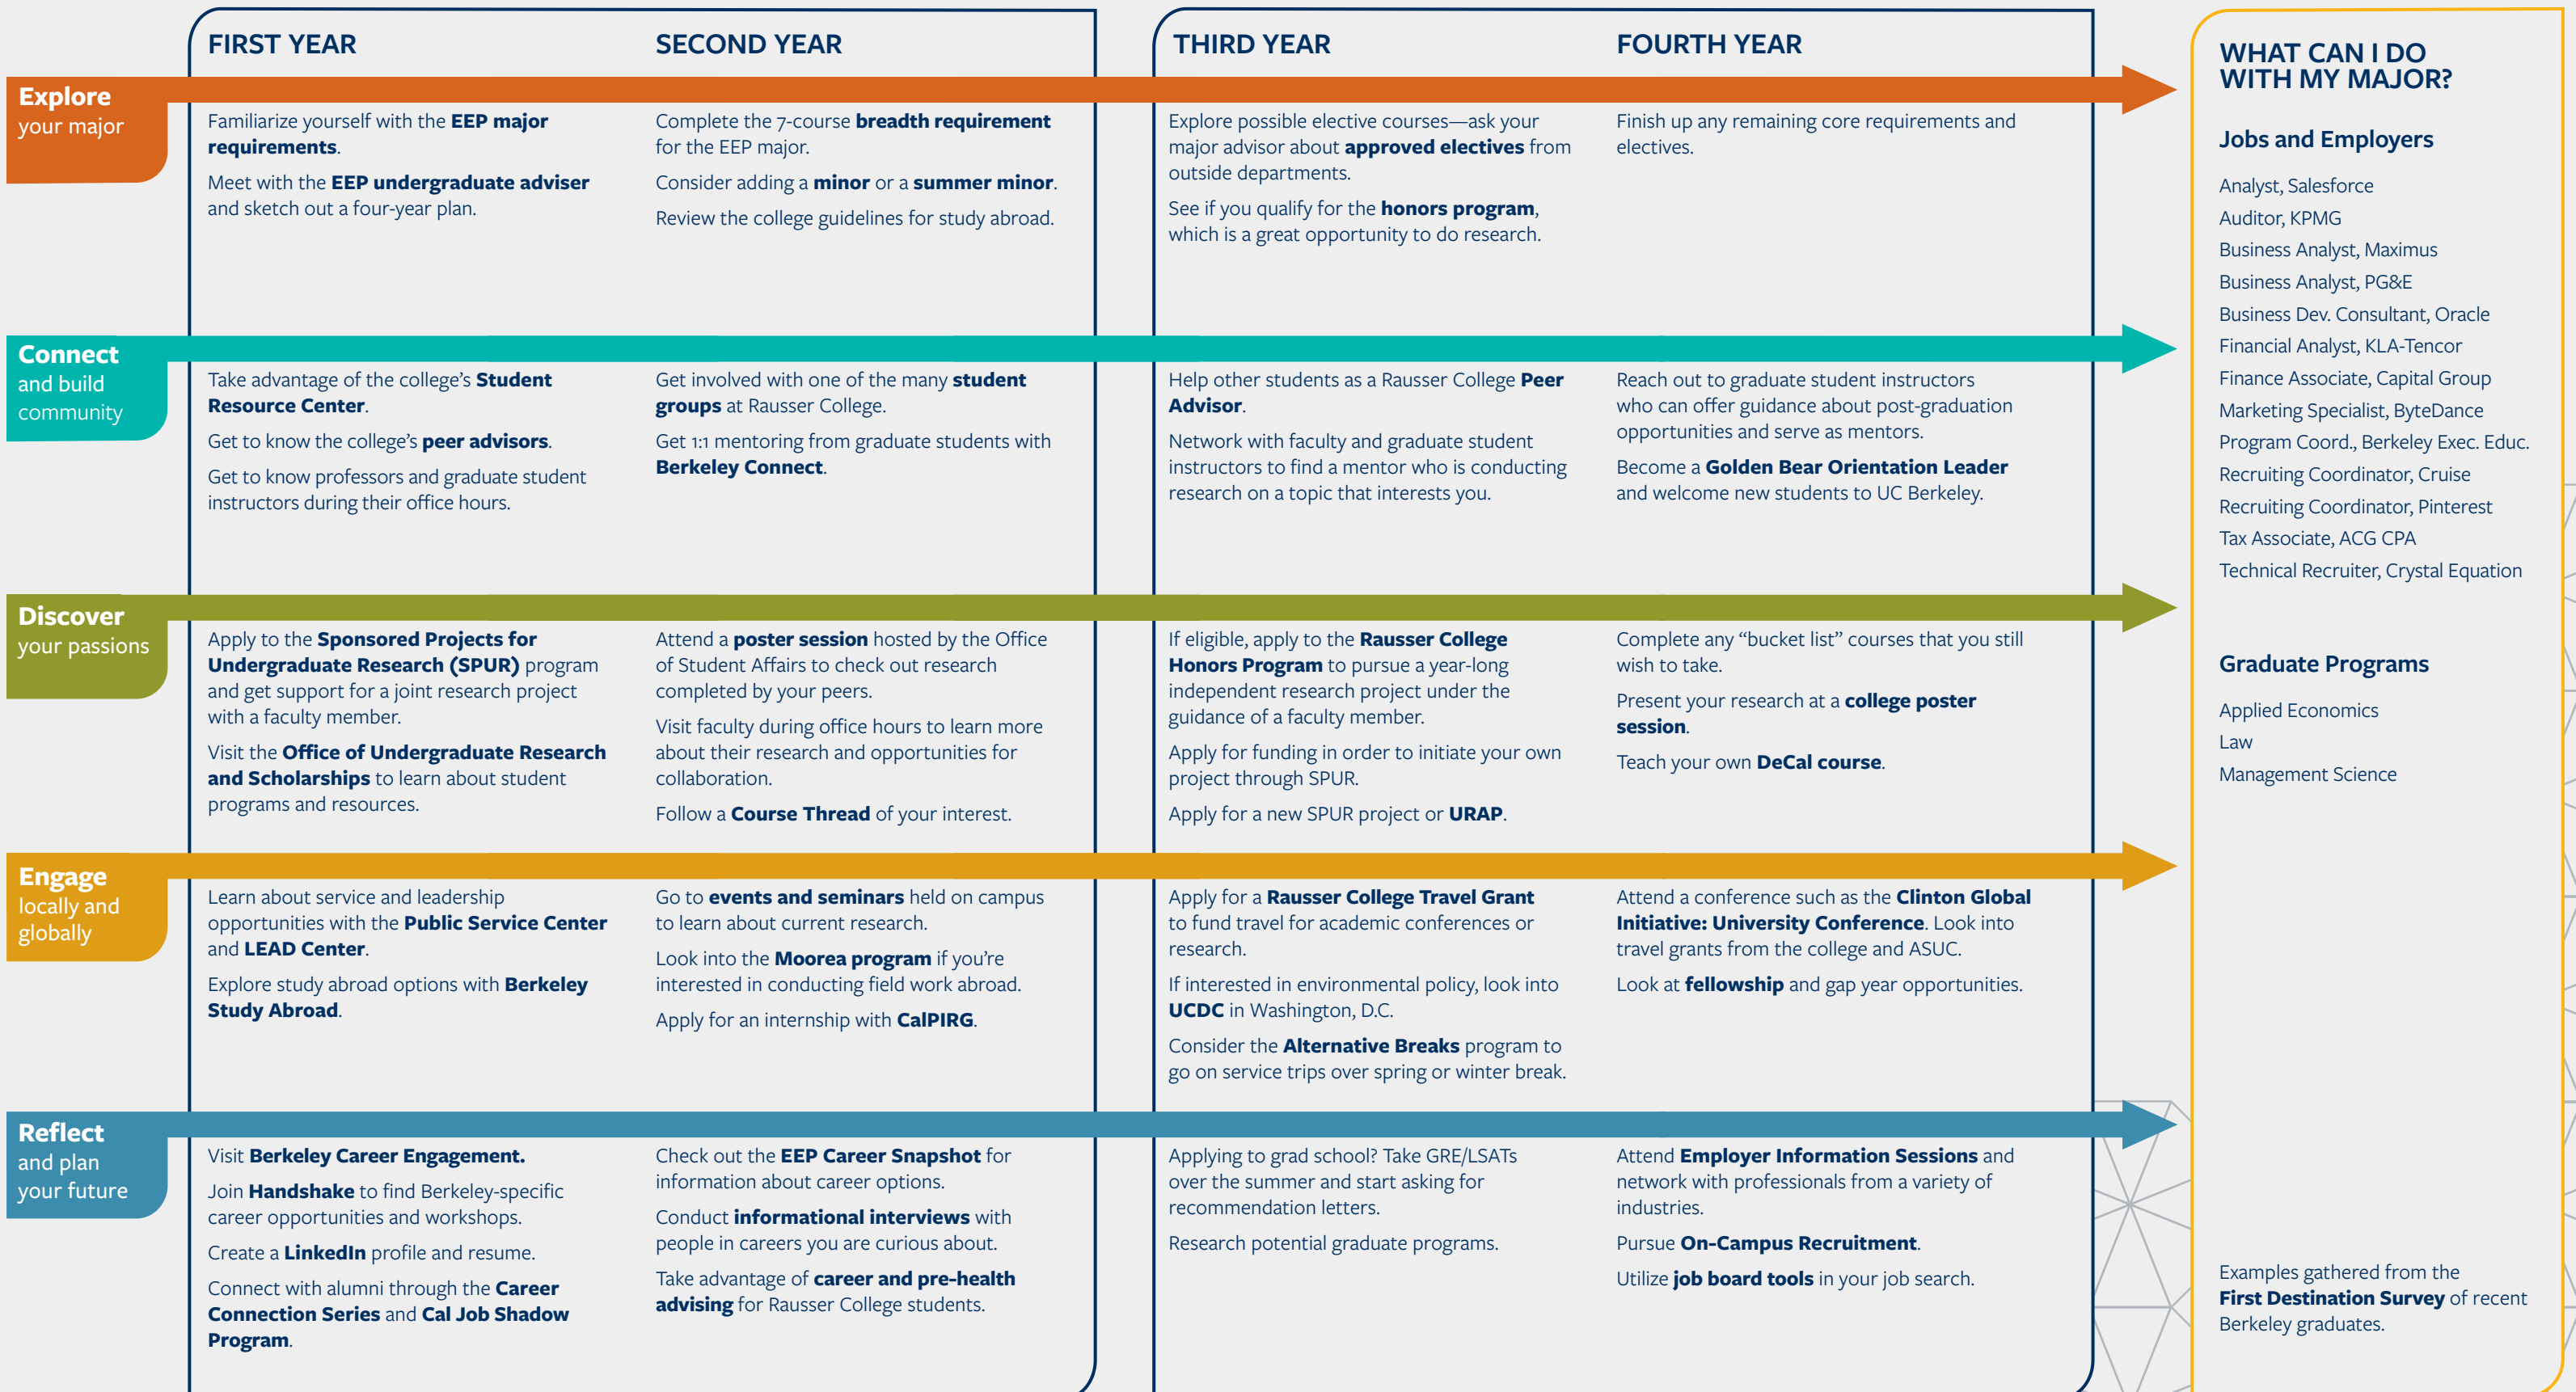 FIRST YEAR
SECOND YEAR
THIRD YEAR
FOURTH YEAR
Explore
your major
Familiarize yourself with the EEP major
requirements.
Meet with the EEP undergraduate adviser
and sketch out a four-year plan.
Complete the 7-course breadth requirement
for the EEP major.
Consider adding a minor or a summer minor.
Review the college guidelines for study abroad.
Explore possible elective courses—ask your
major advisor about approved electives from
outside departments.
See if you qualify for the honors program,
which is a great opportunity to do research.
Finish up any remaining core requirements and
electives.
Connect
and build
community
Take advantage of the college’s Student
Resource Center.
Get to know the college’s peer advisors.
Get to know professors and graduate student
instructors during their office hours.
Get involved with one of the many student
groups at Rausser College.
Get 1:1 mentoring from graduate students with
Berkeley Connect.
Help other students as a Rausser College Peer
Advisor.
Network with faculty and graduate student
instructors to find a mentor who is conducting
research on a topic that interests you.
Reach out to graduate student instructors
who can offer guidance about post-graduation
opportunities and serve as mentors.
Become a Golden Bear Orientation Leader
and welcome new students to UC Berkeley.
Discover
your passions
Apply to the Sponsored Projects for
Undergraduate Research (SPUR) program
and get support for a joint research project
with a faculty member.
Visit the Office of Undergraduate Research
and Scholarships to learn about student
programs and resources.
Attend a poster session hosted by the Office
of Student Affairs to check out research
completed by your peers.
Visit faculty during office hours to learn more
about their research and opportunities for
collaboration.
Follow a Course Thread of your interest.
If eligible, apply to the Rausser College
Honors Program to pursue a year-long
independent research project under the
guidance of a faculty member.
Apply for funding in order to initiate your own
project through SPUR.
Apply for a new SPUR project or URAP.
Complete any “bucket list” courses that you still
wish to take.
Present your research at a college poster
session.
Teach your own DeCal course.
Engage
locally and
globally
Learn about service and leadership
opportunities with the Public Service Center
and LEAD Center.
Explore study abroad options with Berkeley
Study Abroad.
Go to events and seminars held on campus
to learn about current research.
Look into the Moorea program if you’re
interested in conducting field work abroad.
Apply for an internship with CalPIRG.
Apply for a Rausser College Travel Grant
to fund travel for academic conferences or
research.
If interested in environmental policy, look into
UCDC in Washington, D.C.
Consider the Alternative Breaks program to
go on service trips over spring or winter break.
Attend a conference such as the Clinton Global
Initiative: University Conference. Look into
travel grants from the college and ASUC.
Look at fellowship and gap year opportunities.
Reflect
and plan
your future
Visit Berkeley Career Engagement.
Join Handshake to find Berkeley-specific
career opportunities and workshops.
Create a LinkedIn profile and resume.
Connect with alumni through the Career
Connection Series and Cal Job Shadow
Program.
Check out the EEP Career Snapshot for
information about career options.
Conduct informational interviews with
people in careers you are curious about.
Take advantage of career and pre-health
advising for Rausser College students.
Applying to grad school? Take GRE/LSATs
over the summer and start asking for
recommendation letters.
Research potential graduate programs.
Attend Employer Information Sessions and
network with professionals from a variety of
industries.
Pursue On-Campus Recruitment.
Utilize job board tools in your job search.
WHAT CAN I DO
WITH MY MAJOR?
Jobs and Employers
Analyst, Salesforce
Auditor, KPMG
Business Analyst, Maximus
Business Analyst, PG&E
Business Dev. Consultant, Oracle
Financial Analyst, KLA-Tencor
Finance Associate, Capital Group
Marketing Specialist, ByteDance
Program Coord., Berkeley Exec. Educ.
Recruiting Coordinator, Cruise
Recruiting Coordinator, Pinterest
Tax Associate, ACG CPA
Technical Recruiter, Crystal Equation
Graduate Programs
Applied Economics
Law
Management Science
Examples gathered from the
First Destination Survey of recent
Berkeley graduates.